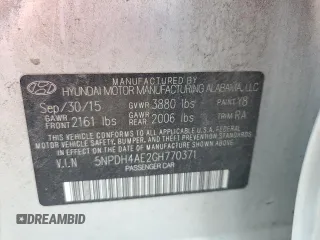 MANUFACTURED BY
HYUNDAI MOTOR MANUFACTURING ALABAMA, LLC
Sep/30/15 GVWR 3880 lbs PAINT Y8
GAWR FRONT 2161 lbs GAWR REAR 2006 lbs TRIM RA
THIS VEHICLE CONFORMS TO ALL APPLICABLE U.S. FEDERAL
MOTOR VEHICLE SAFETY, BUMPER, AND THEFT PREVENTION STANDARDS
IN EFFECT ON THE DATE OF MANUFACTURE SHOWN ABOVE.
V.I.N 5NPDH4AE2GH770371
PASSENGER CAR